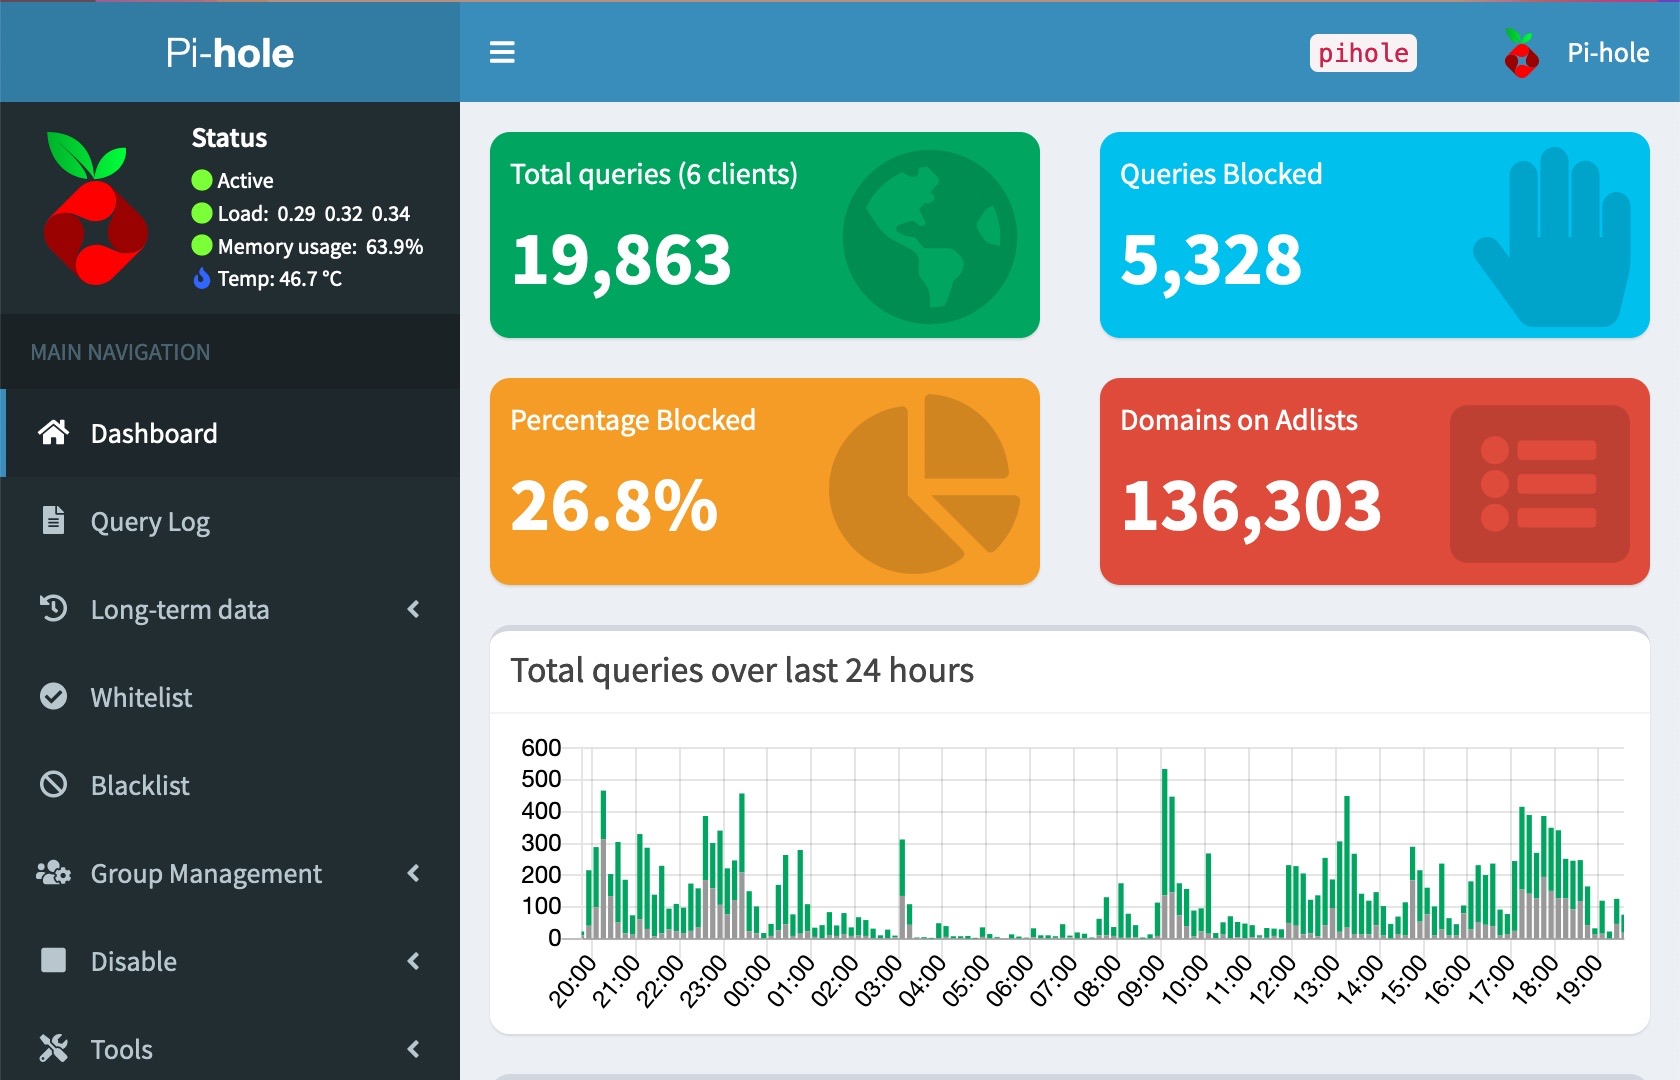 Pi-hole
pihole
Pi-hole
Status
Active
Load: 0.29 0.32 0.34
Memory usage: 63.9%
Temp: 46.7 °C
MAIN NAVIGATION
Dashboard
Query Log
Long-term data
Whitelist
Blacklist
Group Management
Disable
Tools
Total queries (6 clients)
19,863
Queries Blocked
5,328
Percentage Blocked
26.8%
Domains on Adlists
136,303
Total queries over last 24 hours
600
500
400
300
200
100
0
20:00
21:00
22:00
23:00
00:00
01:00
02:00
03:00
04:00
05:00
06:00
07:00
08:00
09:00
10:00
11:00
12:00
13:00
14:00
15:00
16:00
17:00
18:00
19:00